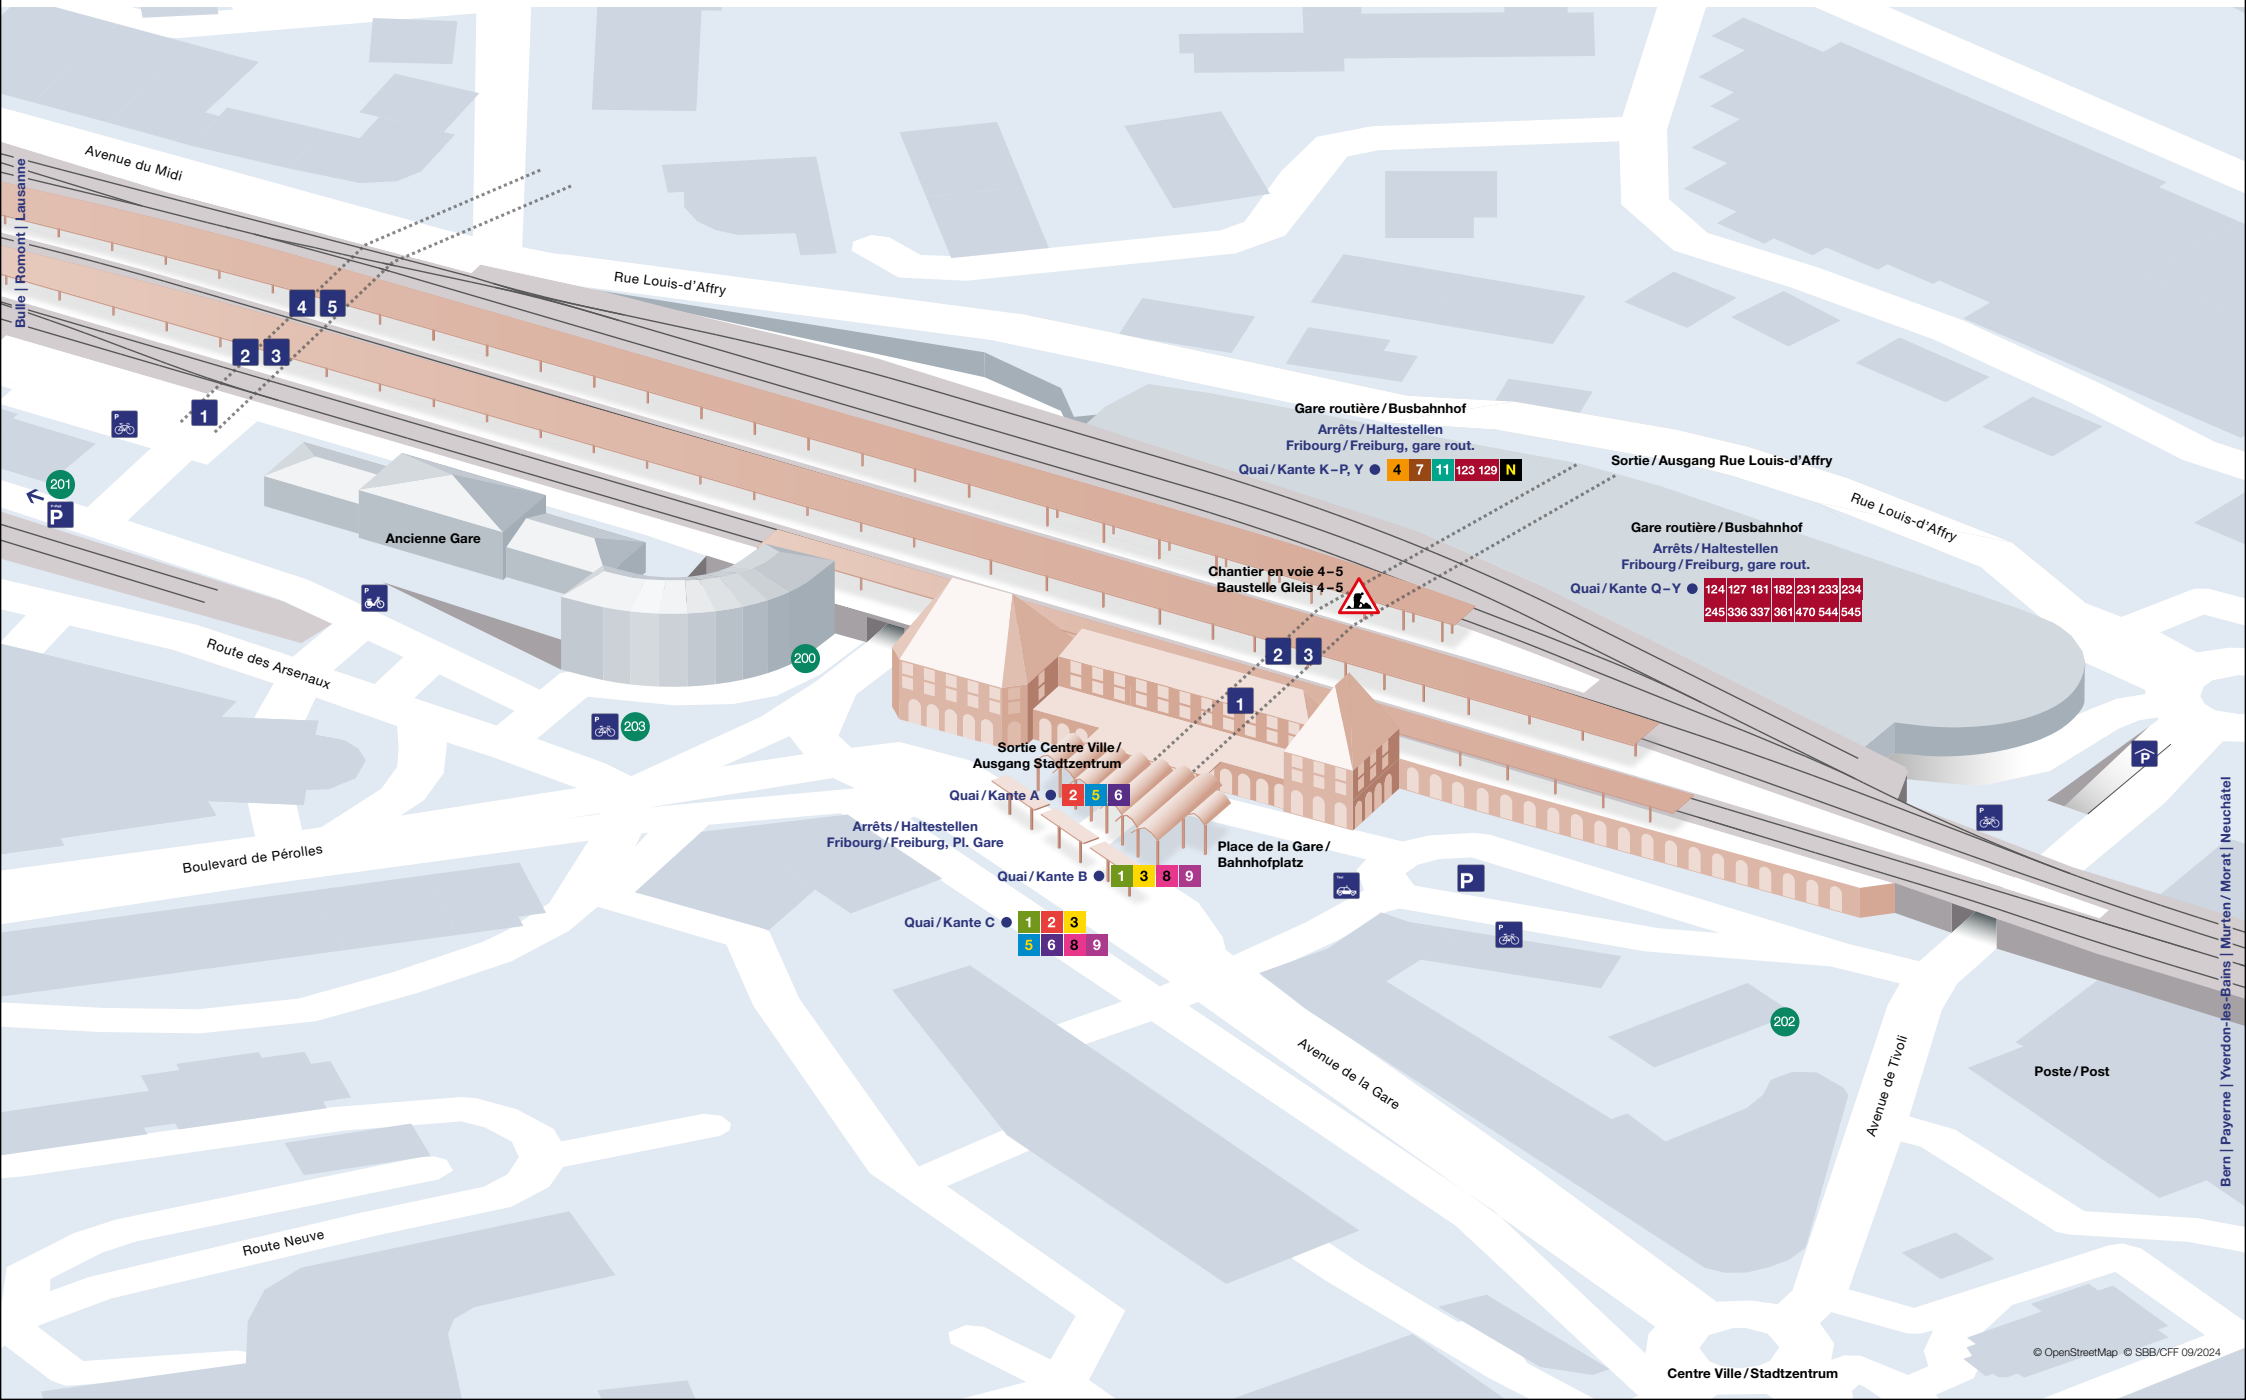 Avenue du Midi
Bulle | Romont | Lausanne
Rue Louis-d'Affry
4 5
2 3
1
P
201
P
Ancienne Gare
P
Route des Arsenaux
200
P
203
Boulevard de Pérolles
Route Neuve
Gare routière / Busbahnhof
Arrêts / Haltestellen
Fribourg / Freiburg, gare rout.
Quai / Kante K – P, Y 4 7 11 123 129 N
Sortie / Ausgang Rue Louis-d'Affry
Rue Louis-d'Affry
Gare routière / Busbahnhof
Arrêts / Haltestellen
Fribourg / Freiburg, gare rout.
Quai / Kante Q – Y 124 127 181 182 231 233 234
245 336 337 361 470 544 545
Chantier en voie 4 – 5
Baustelle Gleis 4 – 5
2 3
1
Sortie Centre Ville /
Ausgang Stadtzentrum
Quai / Kante A 2 5 6
Arrêts / Haltestellen
Fribourg / Freiburg, Pl. Gare
Quai / Kante B 1 3 8 9
Quai / Kante C 1 2 3
5 6 8 9
Place de la Gare /
Bahnhofplatz
Taxi
P
P
P
P
202
Avenue de la Gare
Avenue de Tivoli
Poste / Post
Bern | Payerne | Yverdon-les-Bains | Murten / Morat | Neuchâtel
Centre Ville / Stadtzentrum
© OpenStreetMap © SBB/CFF 09/2024